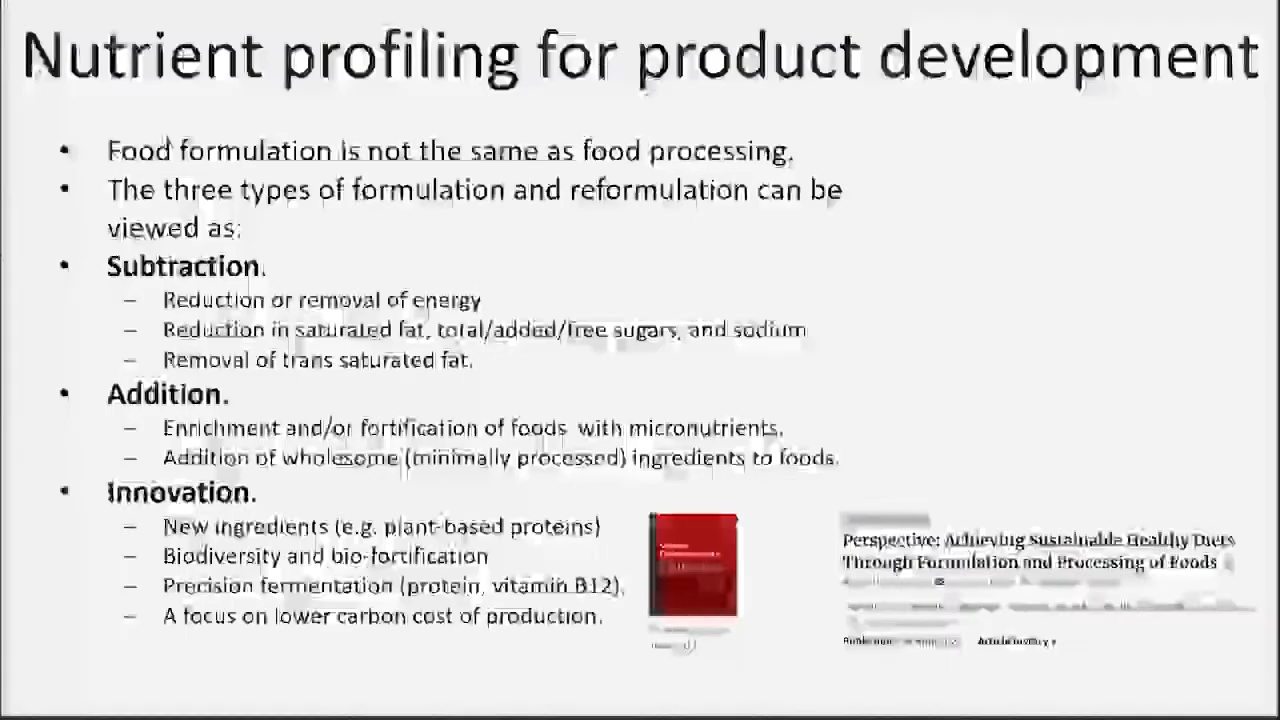 Nutrient profiling for product development
• Food formulation is not the same as food processing.
• The three types of formulation and reformulation can be
viewed as:
• Subtraction.
– Reduction or removal of energy
– Reduction in saturated fat, total/added/free sugars, and sodium
– Removal of trans saturated fat.
• Addition.
– Enrichment and/or fortification of foods with micronutrients.
– Addition of wholesome (minimally processed) ingredients to foods.
• Innovation.
– New ingredients (e.g. plant-based proteins)
– Biodiversity and bio-fortification
– Precision fermentation (protein, vitamin B12).
– A focus on lower carbon cost of production.
Perspective: Achieving Sustainable Healthy Diets
Through Formulation and Processing of Foods